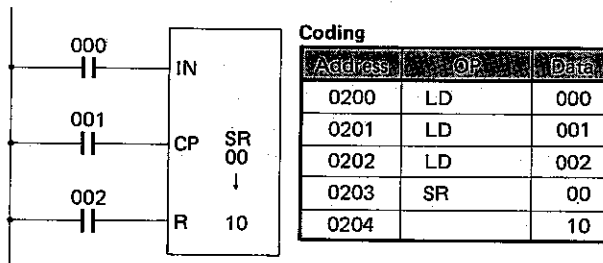 000
IN
001
CP
SR
00
↓
002
R
10
Coding
Address OP Data
0200 LD 000
0201 LD 001
0202 LD 002
0203 SR 00
0204 10